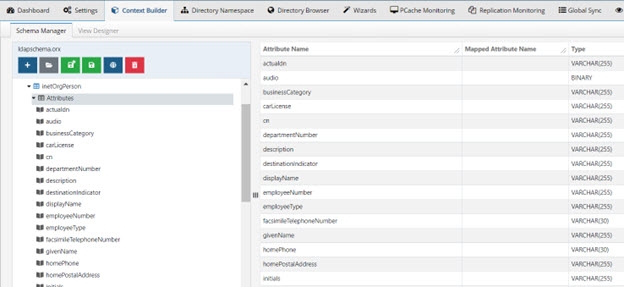 Dashboard Settings Context Builder Directory Namespace Directory Browser Wizards PCache Monitoring Replication Monitoring Global Sync
Schema Manager View Designer
ldapschema.orx
inetOrgPerson
Attributes
actualdn
audio
businessCategory
carLicense
cn
departmentNumber
description
destinationIndicator
displayName
employeeNumber
employeeType
facsimileTelephoneNumber
givenName
homePhone
homePostalAddress
initials
Attribute Name Mapped Attribute Name Type
actualdn VARCHAR(255)
audio BINARY
businessCategory VARCHAR(255)
carLicense VARCHAR(255)
cn VARCHAR(255)
departmentNumber VARCHAR(255)
description VARCHAR(255)
destinationIndicator VARCHAR(255)
displayName VARCHAR(255)
employeeNumber VARCHAR(255)
employeeType VARCHAR(255)
facsimileTelephoneNumber VARCHAR(30)
givenName VARCHAR(255)
homePhone VARCHAR(30)
homePostalAddress VARCHAR(255)
initials VARCHAR(255)